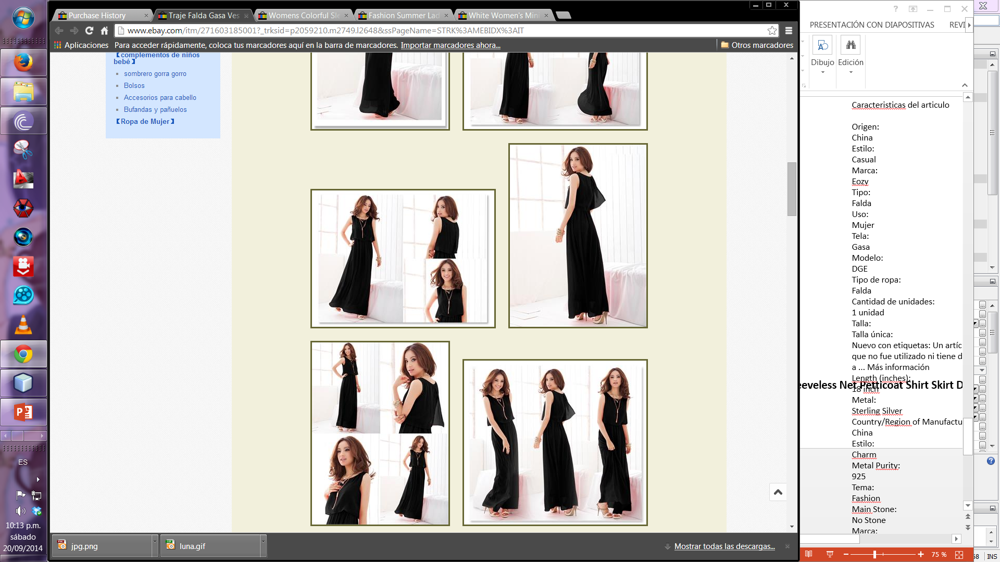 Purchase History
Traje Falda Gasa Ves
Womens Colorful Sle
Fashion Summer Lad
White Women's Mini
www.ebay.com/itm/271603185001?_trksid=p2059210.m2749.l2648&ssPageName=STRK%3AMEBIDX%3AIT
Aplicaciones
Para acceder rápidamente, coloca tus marcadores aquí en la barra de marcadores. Importar marcadores ahora...
Otros marcadores
【complementos de niños
bebé】
sombrero gorra gorro
Bolsos
Accesorios para cabello
Bufandas y pañuelos
【Ropa de Mujer】
PRESENTACIÓN CON DIAPOSITIVAS
REVI
Dibujo
Edición
Caracteristicas del articulo
Origen:
China
Estilo:
Casual
Marca:
Eozy
Tipo:
Falda
Uso:
Mujer
Tela:
Gasa
Modelo:
DGE
Tipo de ropa:
Falda
Cantidad de unidades:
1 unidad
Talla:
Talla única:
Nuevo con etiquetas: Un artíc
que no fue utilizado ni tiene d
a ... Más información
Length (inches):
eeveless Net Petticoat Shirt Skirt D
18 inch
Metal:
Sterling Silver
Country/Region of Manufactu
China
Estilo:
Charm
Metal Purity:
925
Tema:
Fashion
Main Stone:
No Stone
Marca:
ES
10:13 p.m.
sábado
20/09/2014
jpg.png
luna.gif
Mostrar todas las descargas...
75 %
58
INS